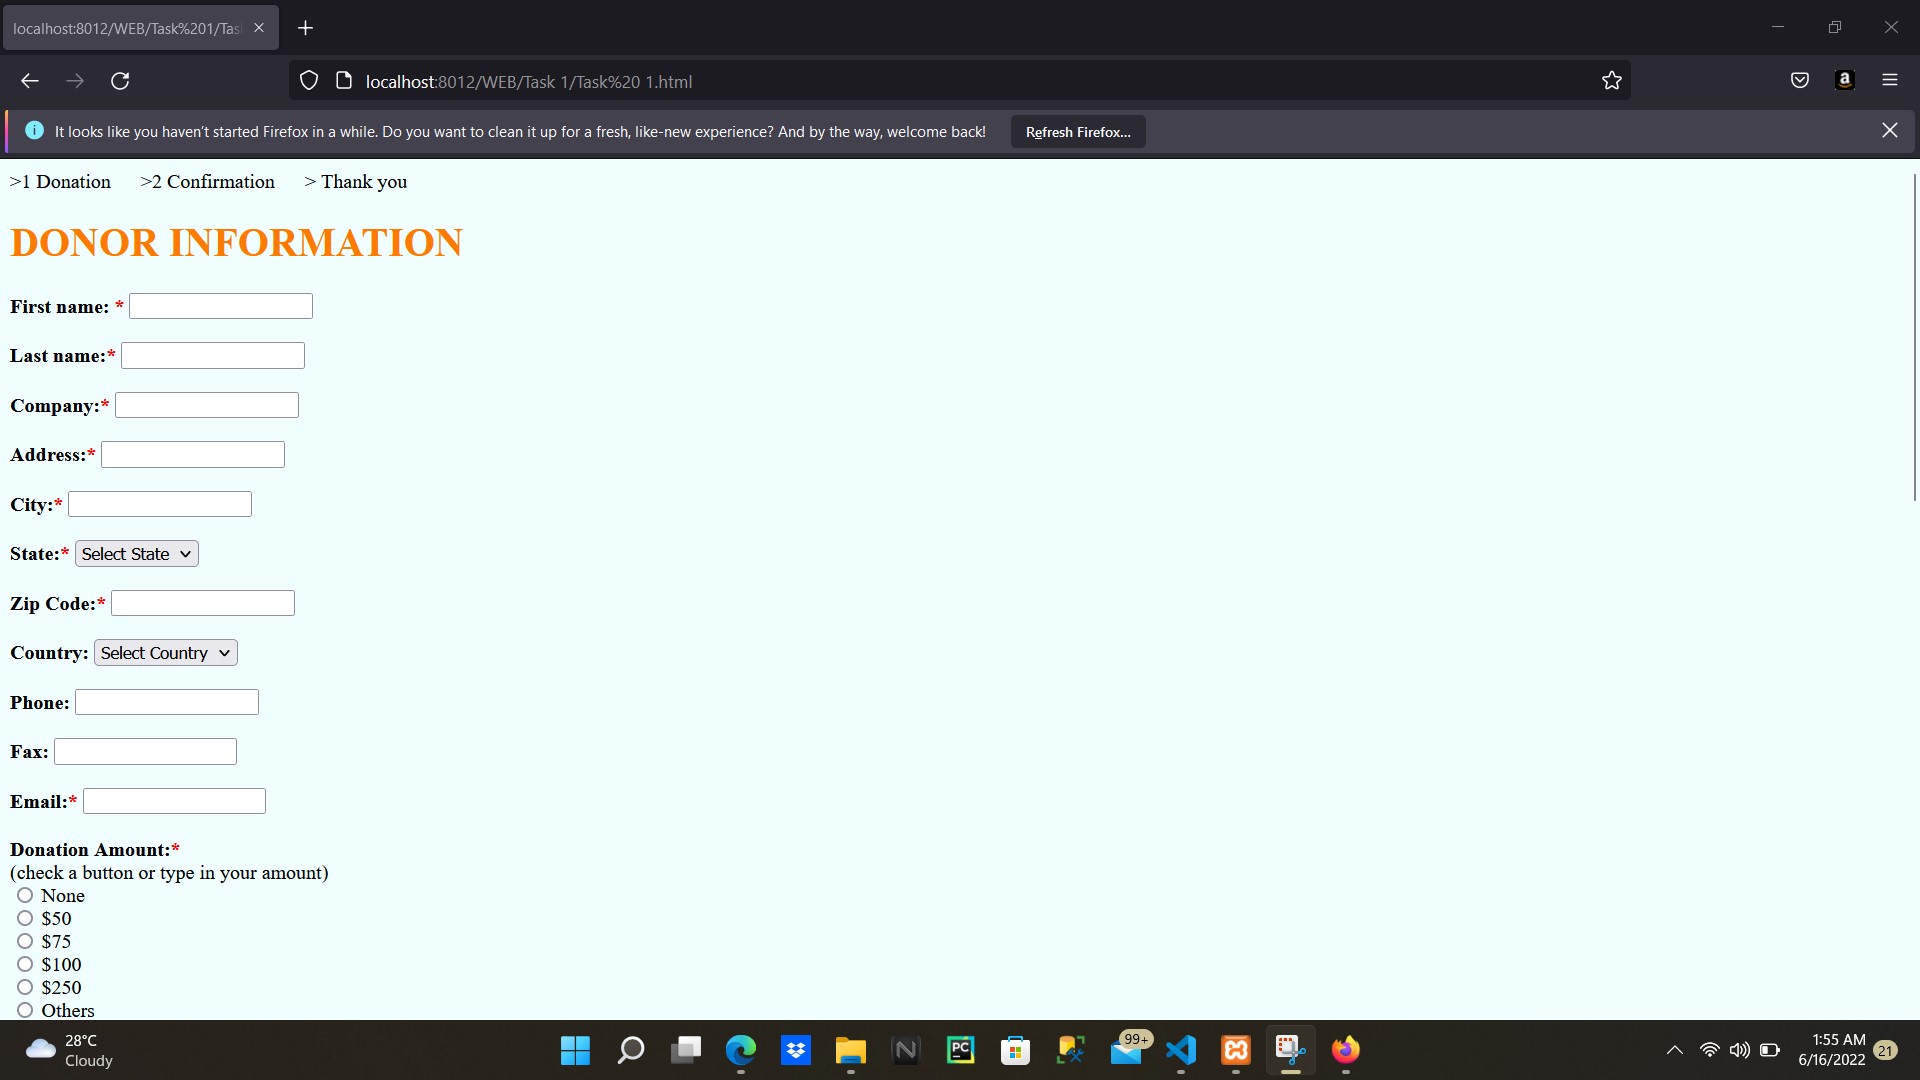 localhost:8012/WEB/Task%201/Tas
localhost:8012/WEB/Task 1/Task%20 1.html
It looks like you haven't started Firefox in a while. Do you want to clean it up for a fresh, like-new experience? And by the way, welcome back! Refresh Firefox...
>1 Donation >2 Confirmation > Thank you
DONOR INFORMATION
First name: *
Last name:*
Company:*
Address:*
City:*
State:* Select State
Zip Code:*
Country: Select Country
Phone:
Fax:
Email:*
Donation Amount:*
(check a button or type in your amount)
None
$50
$75
$100
$250
Others
28°C
Cloudy
PC
99+
1:55 AM
6/16/2022
21